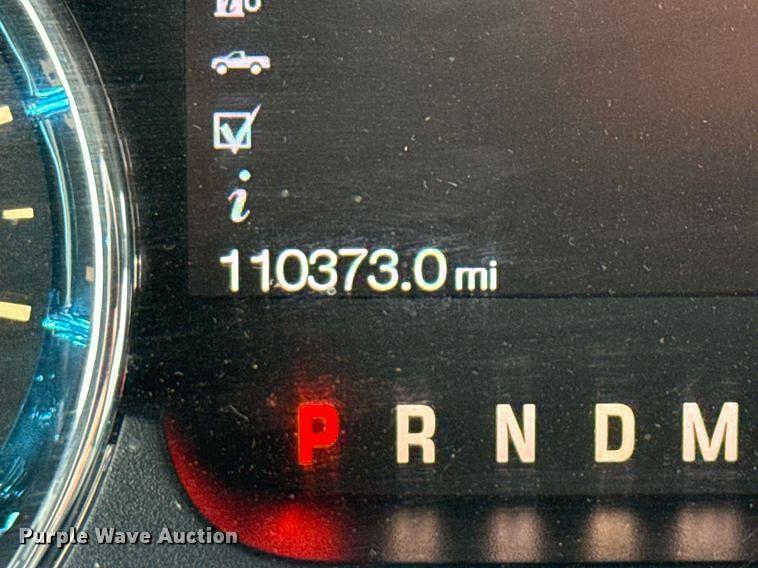 i
110373.0 mi
P R N D M
Purple Wave Auction